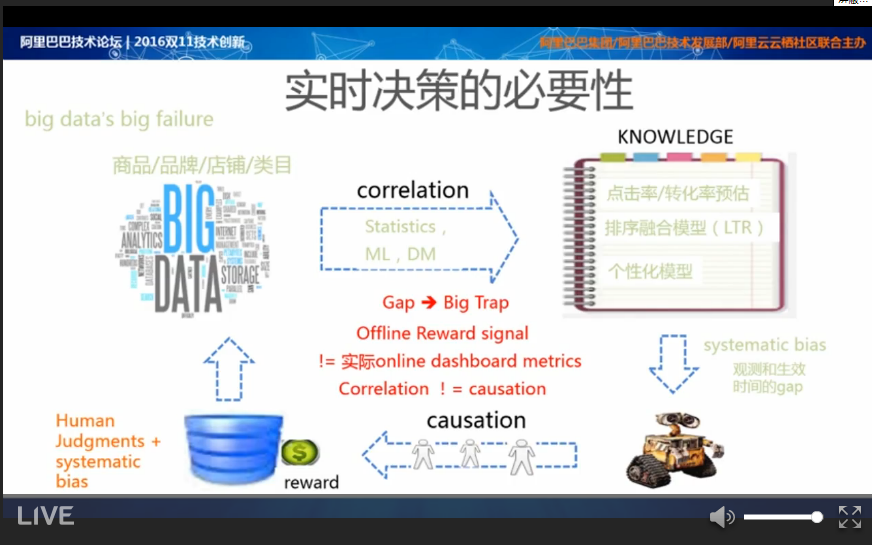 阿里巴巴技术论坛 | 2016双11技术创新
阿里巴巴集团/阿里巴巴技术发展部/阿里云云栖社区联合主办
实时决策的必要性
big data's big failure
商品/品牌/店铺/类目
BIG
DATA
ANALYTICS
STORAGE
INTERNET
COMPLEX
correlation
Statistics，
ML，DM
KNOWLEDGE
点击率/转化率预估
排序融合模型（LTR）
个性化模型
Gap ➔ Big Trap
Offline Reward signal
!= 实际online dashboard metrics
Correlation ！= causation
systematic bias
观测和生效
时间的gap
causation
Human
Judgments +
systematic
bias
$
reward
LIVE